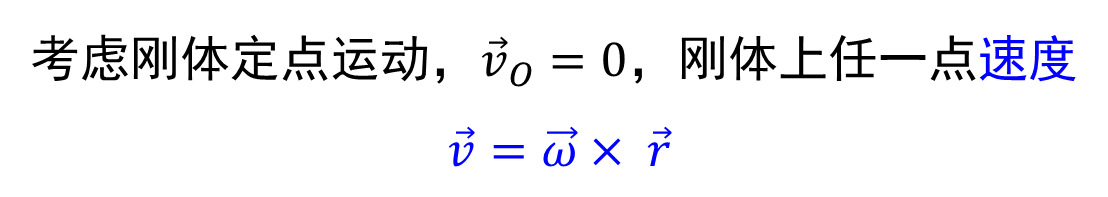 考虑刚体定点运动，$\vec{v}_O = 0$，刚体上任一点速度
$\vec{v} = \vec{\omega} \times \vec{r}$